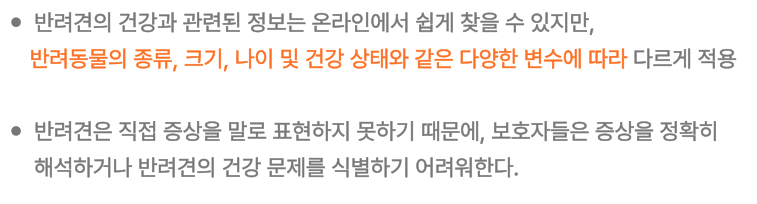 ● 반려견의 건강과 관련된 정보는 온라인에서 쉽게 찾을 수 있지만,
반려동물의 종류, 크기, 나이 및 건강 상태와 같은 다양한 변수에 따라 다르게 적용
● 반려견은 직접 증상을 말로 표현하지 못하기 때문에, 보호자들은 증상을 정확히
해석하거나 반려견의 건강 문제를 식별하기 어려워한다.